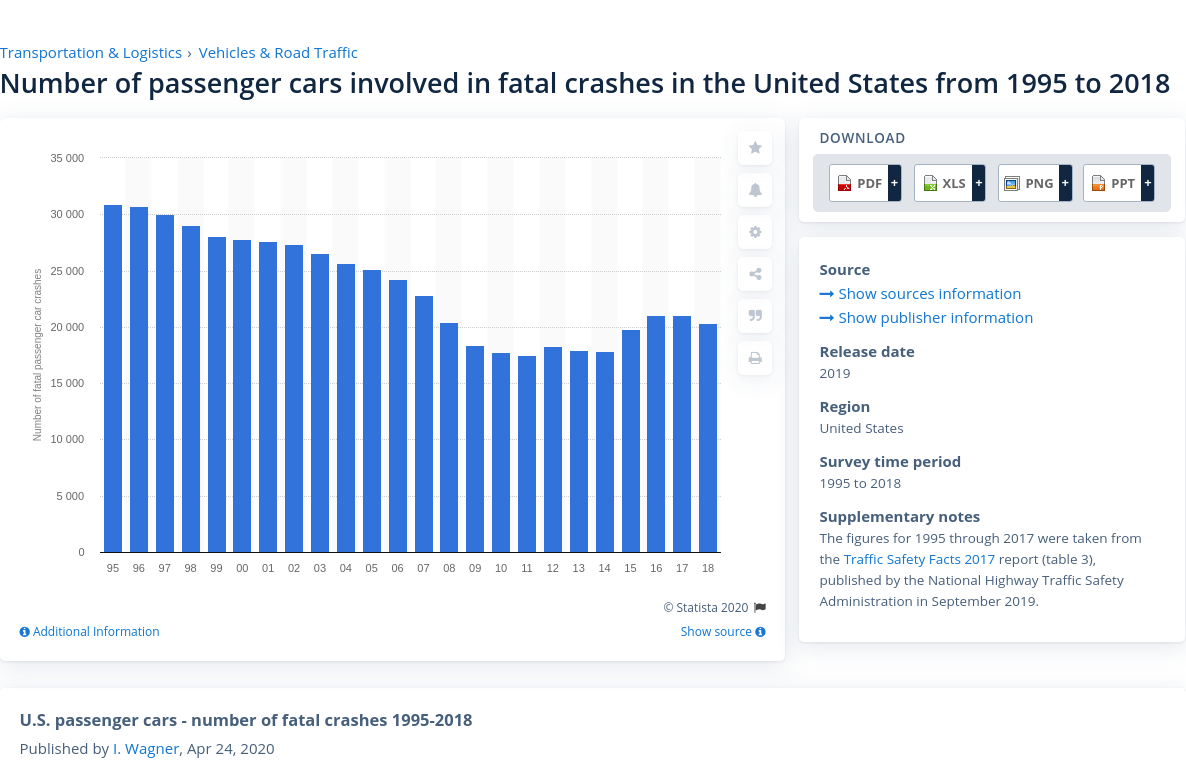 Transportation & Logistics › Vehicles & Road Traffic
Number of passenger cars involved in fatal crashes in the United States from 1995 to 2018
Number of fatal passenger car crashes
35 000
30 000
25 000
20 000
15 000
10 000
5 000
0
95 96 97 98 99 00 01 02 03 04 05 06 07 08 09 10 11 12 13 14 15 16 17 18
© Statista 2020
Additional Information
Show source
DOWNLOAD
PDF + XLS + PNG + PPT +
Source
Show sources information
Show publisher information
Release date
2019
Region
United States
Survey time period
1995 to 2018
Supplementary notes
The figures for 1995 through 2017 were taken from
the Traffic Safety Facts 2017 report (table 3),
published by the National Highway Traffic Safety
Administration in September 2019.
U.S. passenger cars - number of fatal crashes 1995-2018
Published by I. Wagner, Apr 24, 2020